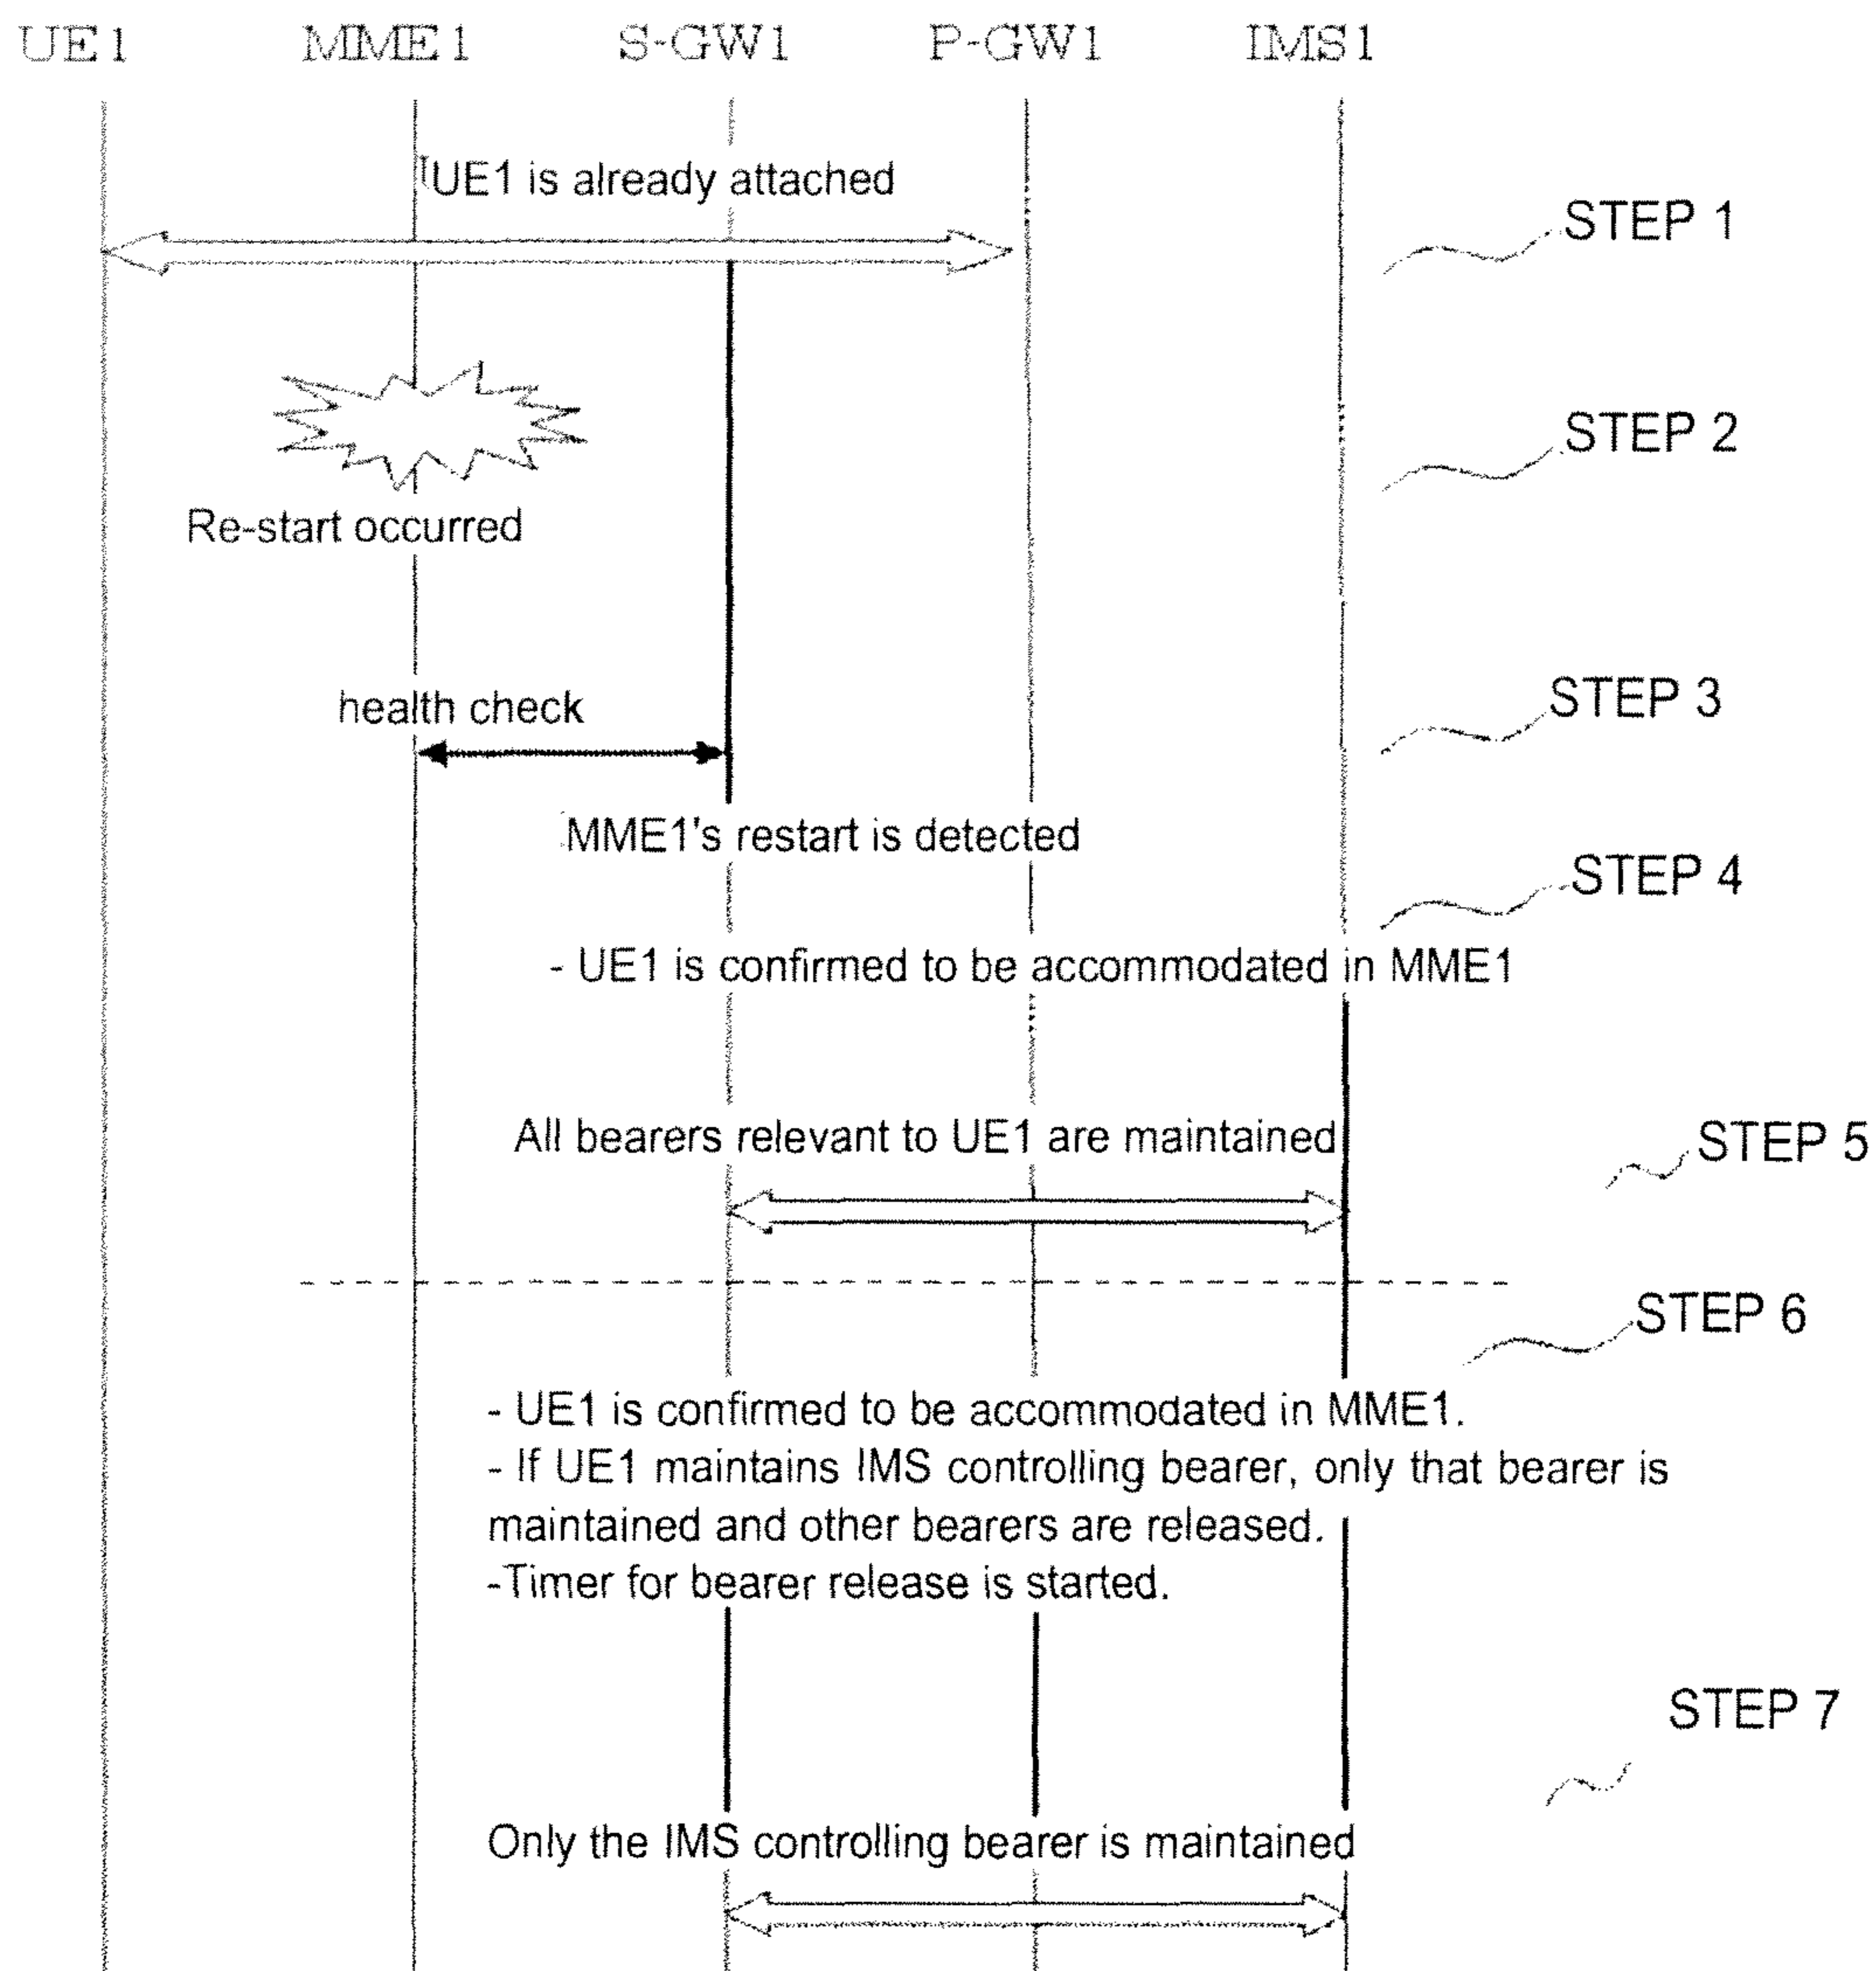 UE1 MME1 S-GW1 P-GW1 IMS1
UE1 is already attached
STEP 1
STEP 2
Re-start occurred
STEP 3
health check
MME1's restart is detected
STEP 4
- UE1 is confirmed to be accommodated in MME1
All bearers relevant to UE1 are maintained
STEP 5
STEP 6
- UE1 is confirmed to be accommodated in MME1.
- If UE1 maintains IMS controlling bearer, only that bearer is
maintained and other bearers are released.
-Timer for bearer release is started.
STEP 7
Only the IMS controlling bearer is maintained